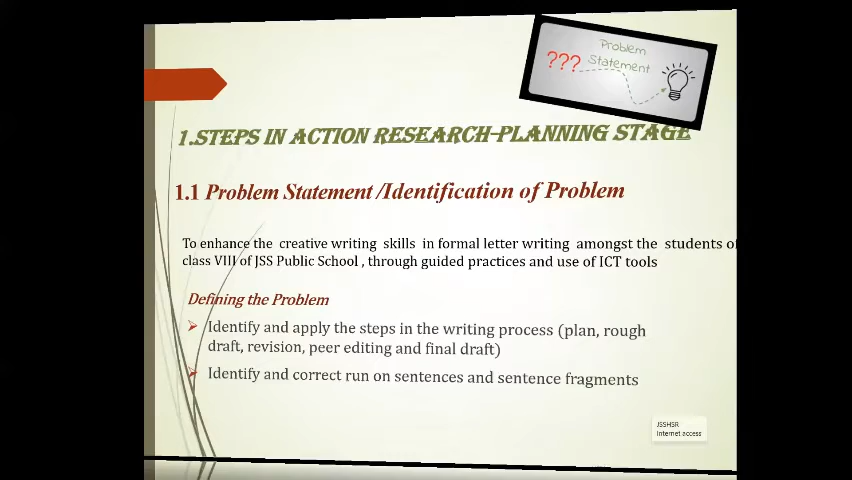 Problem
??? Statement
1.STEPS IN ACTION RESEARCH-PLANNING STAGE
1.1 Problem Statement /Identification of Problem
To enhance the creative writing skills in formal letter writing amongst the students of
class VIII of JSS Public School , through guided practices and use of ICT tools
Defining the Problem
Identify and apply the steps in the writing process (plan, rough
draft, revision, peer editing and final draft)
Identify and correct run on sentences and sentence fragments
JSSHSR
Internet access